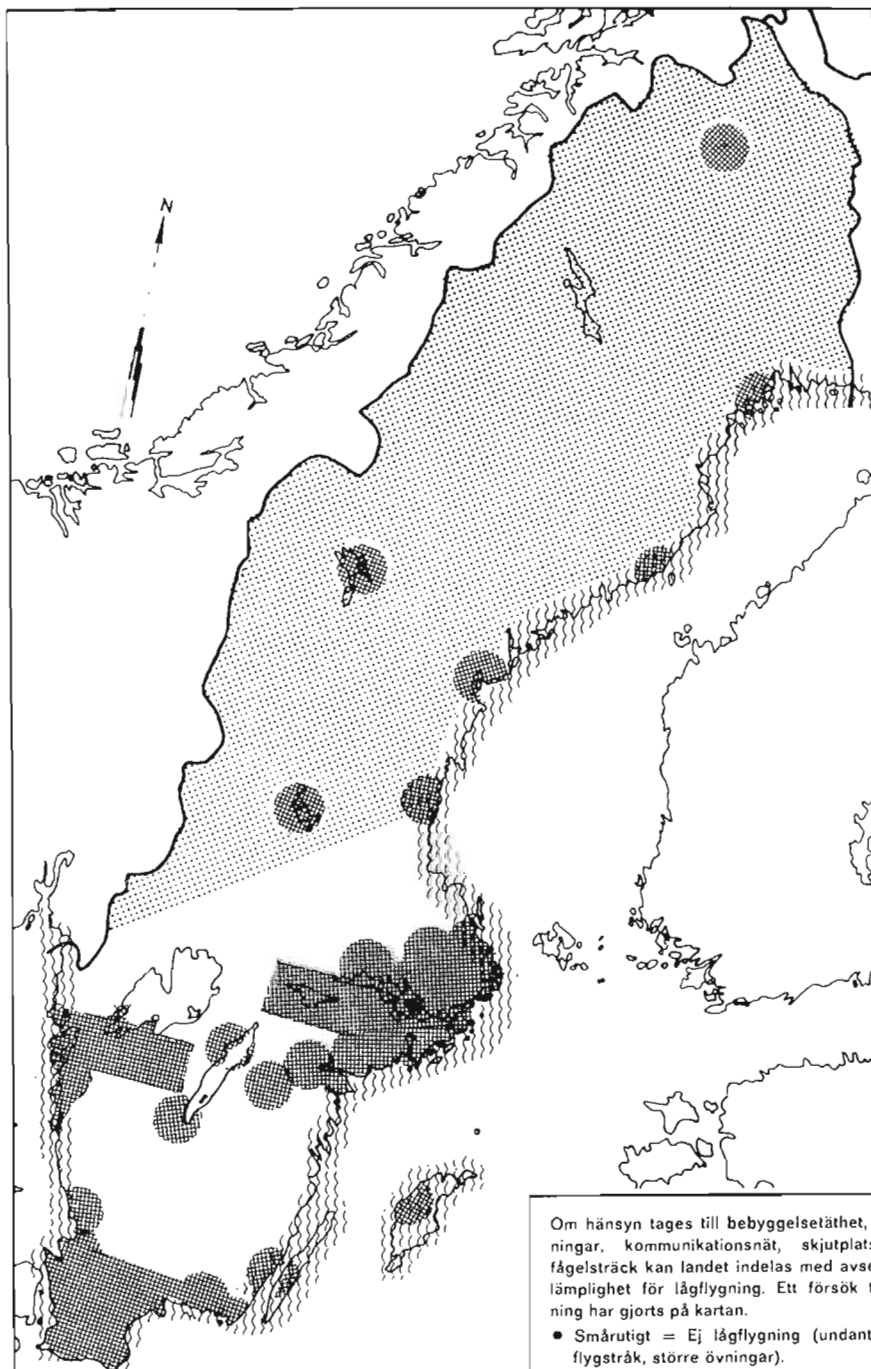 N
Om hänsyn tages till bebyggelsetäthet,
ningar, kommunikationsnät, skjutplats
fågelsträck kan landet indelas med avse
lämplighet för lågflygning. Ett försök
ning har gjorts på kartan.
● Smårutigt = Ej lågflygning (undant
flygstråk, större övningar).